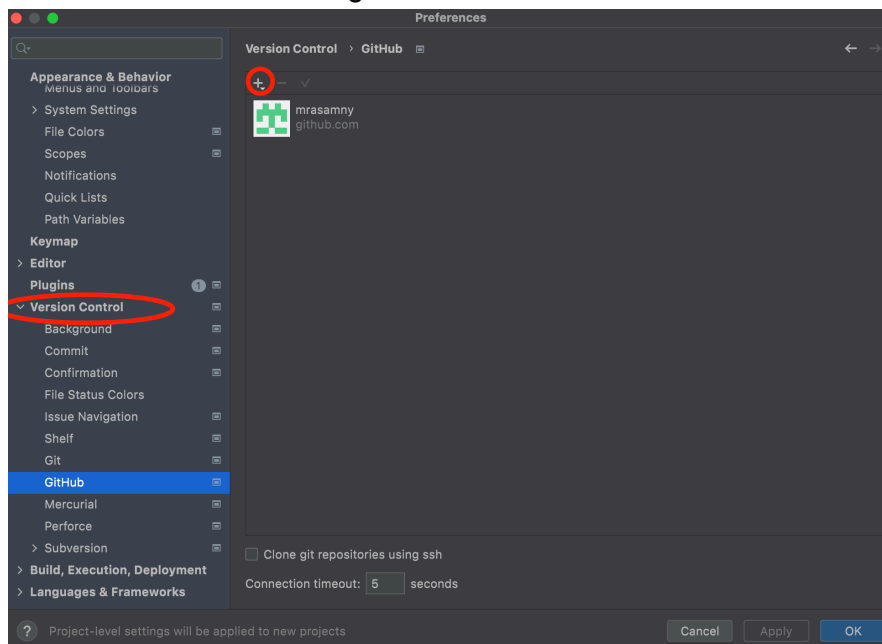 Preferences
Version Control › GitHub
Appearance & Behavior
Menus and Toolbars
System Settings
File Colors
Scopes
Notifications
Quick Lists
Path Variables
Keymap
Editor
Plugins 1
Version Control
Background
Commit
Confirmation
File Status Colors
Issue Navigation
Shelf
Git
GitHub
Mercurial
Perforce
Subversion
Build, Execution, Deployment
Languages & Frameworks
mrasamny
github.com
Clone git repositories using ssh
Connection timeout: 5 seconds
? Project-level settings will be applied to new projects
Cancel Apply OK